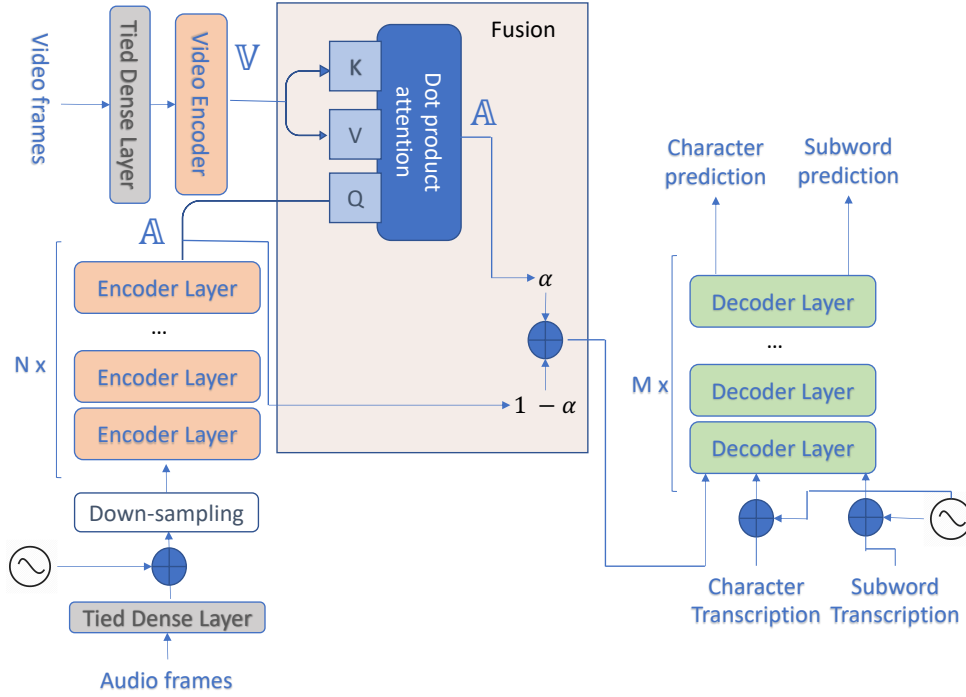 Video frames
Tied Dense Layer
Video Encoder
𝕍
Fusion
K
V
Q
Dot product
attention
𝔸
𝔸
α
1 − α
N x
Encoder Layer
...
Encoder Layer
Encoder Layer
Down-sampling
Tied Dense Layer
Audio frames
Character
prediction
Subword
prediction
M x
Decoder Layer
...
Decoder Layer
Decoder Layer
Character
Transcription
Subword
Transcription